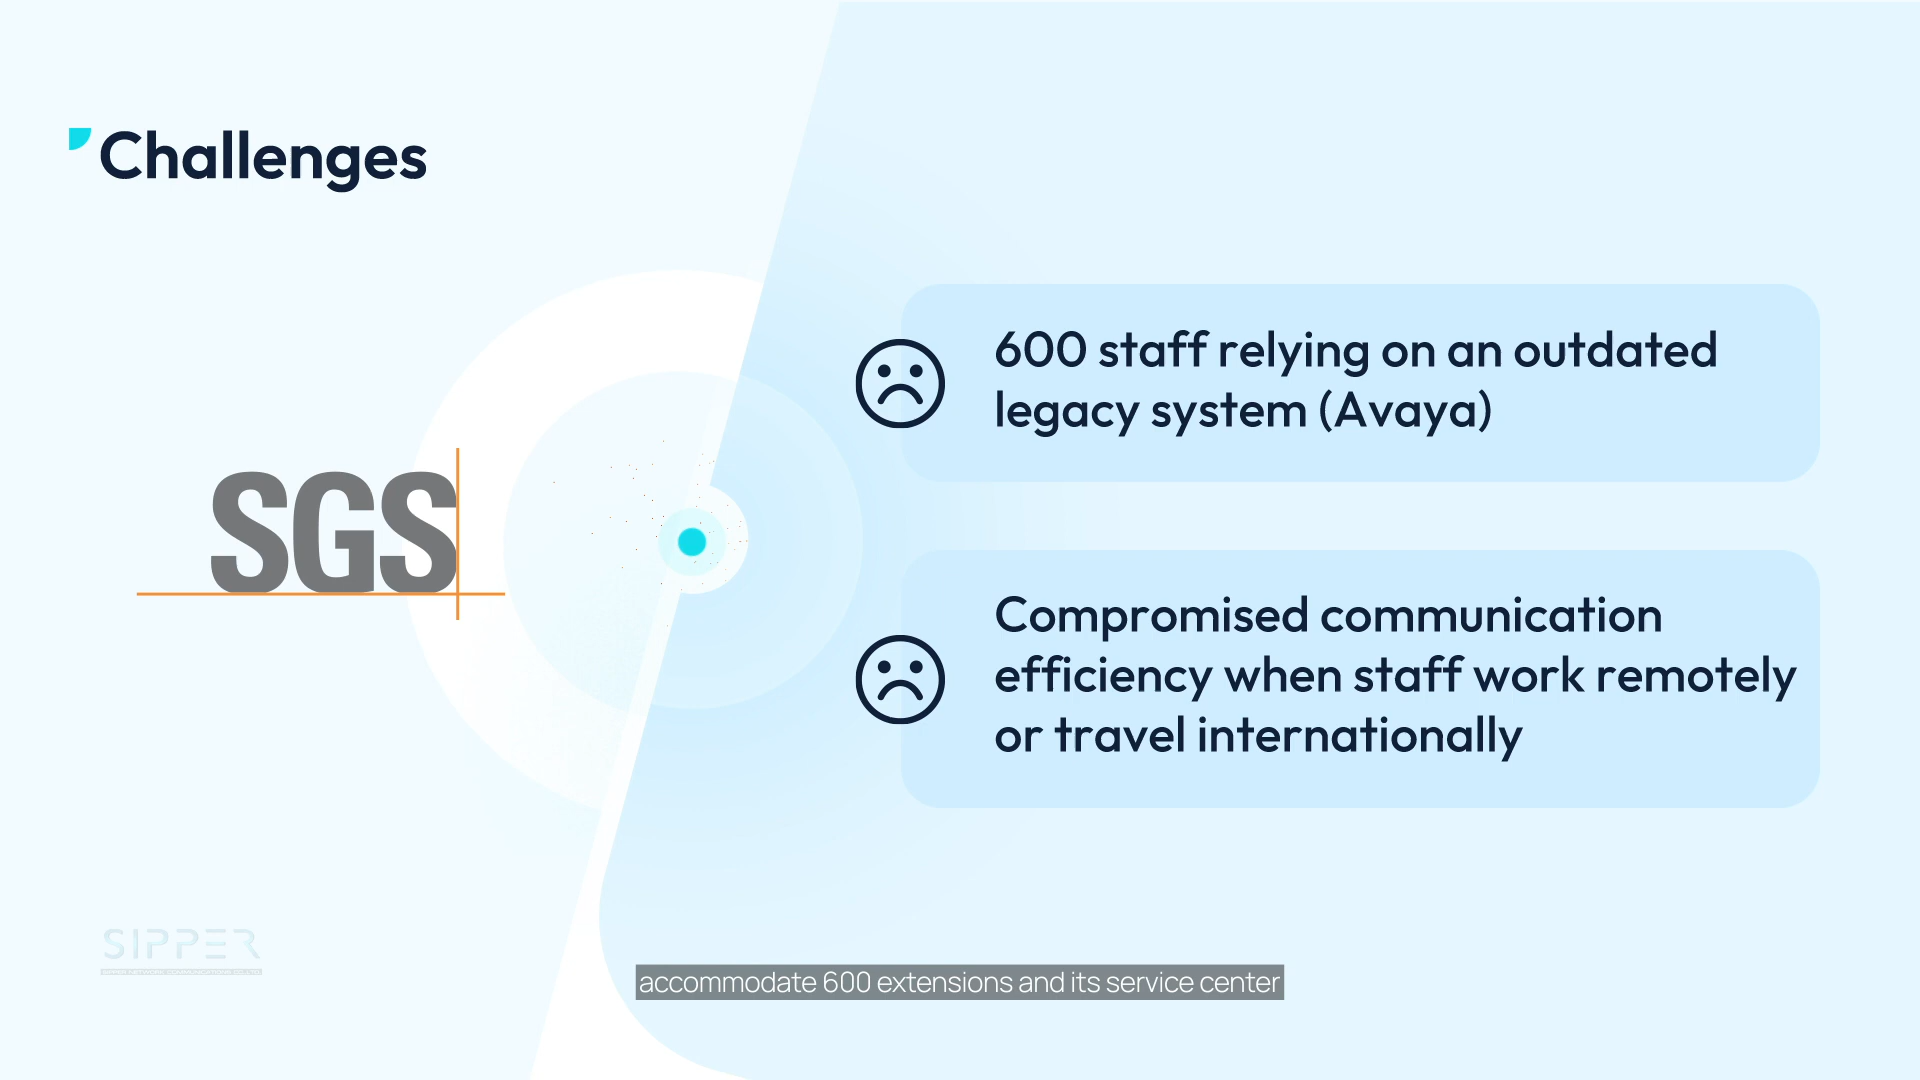 Challenges
SGS
600 staff relying on an outdated
legacy system (Avaya)
Compromised communication
efficiency when staff work remotely
or travel internationally
SIPPER
accommodate 600 extensions and its service center